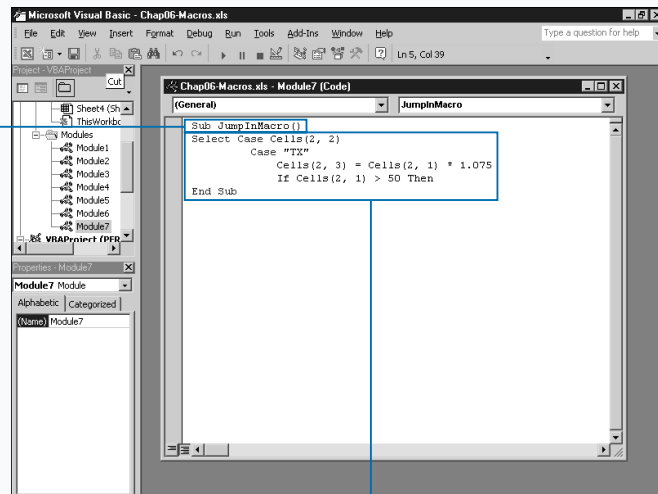 Microsoft Visual Basic - Chap06-Macros.xls
File Edit View Insert Format Debug Run Tools Add-Ins Window Help
Type a question for help
Ln 5, Col 39
Project - VBAProject
Cut
Sheet4 (Sh
ThisWorkbo
Modules
Module1
Module2
Module3
Module4
Module5
Module6
Module7
VBAProject (PER
Properties - Module7
Module7 Module
Alphabetic Categorized
(Name) Module7
Chap06-Macros.xls - Module7 (Code)
(General) JumpInMacro
Sub JumpInMacro()
Select Case Cells(2, 2)
Case "TX"
Cells(2, 3) = Cells(2, 1) * 1.075
If Cells(2, 1) > 50 Then
End Sub